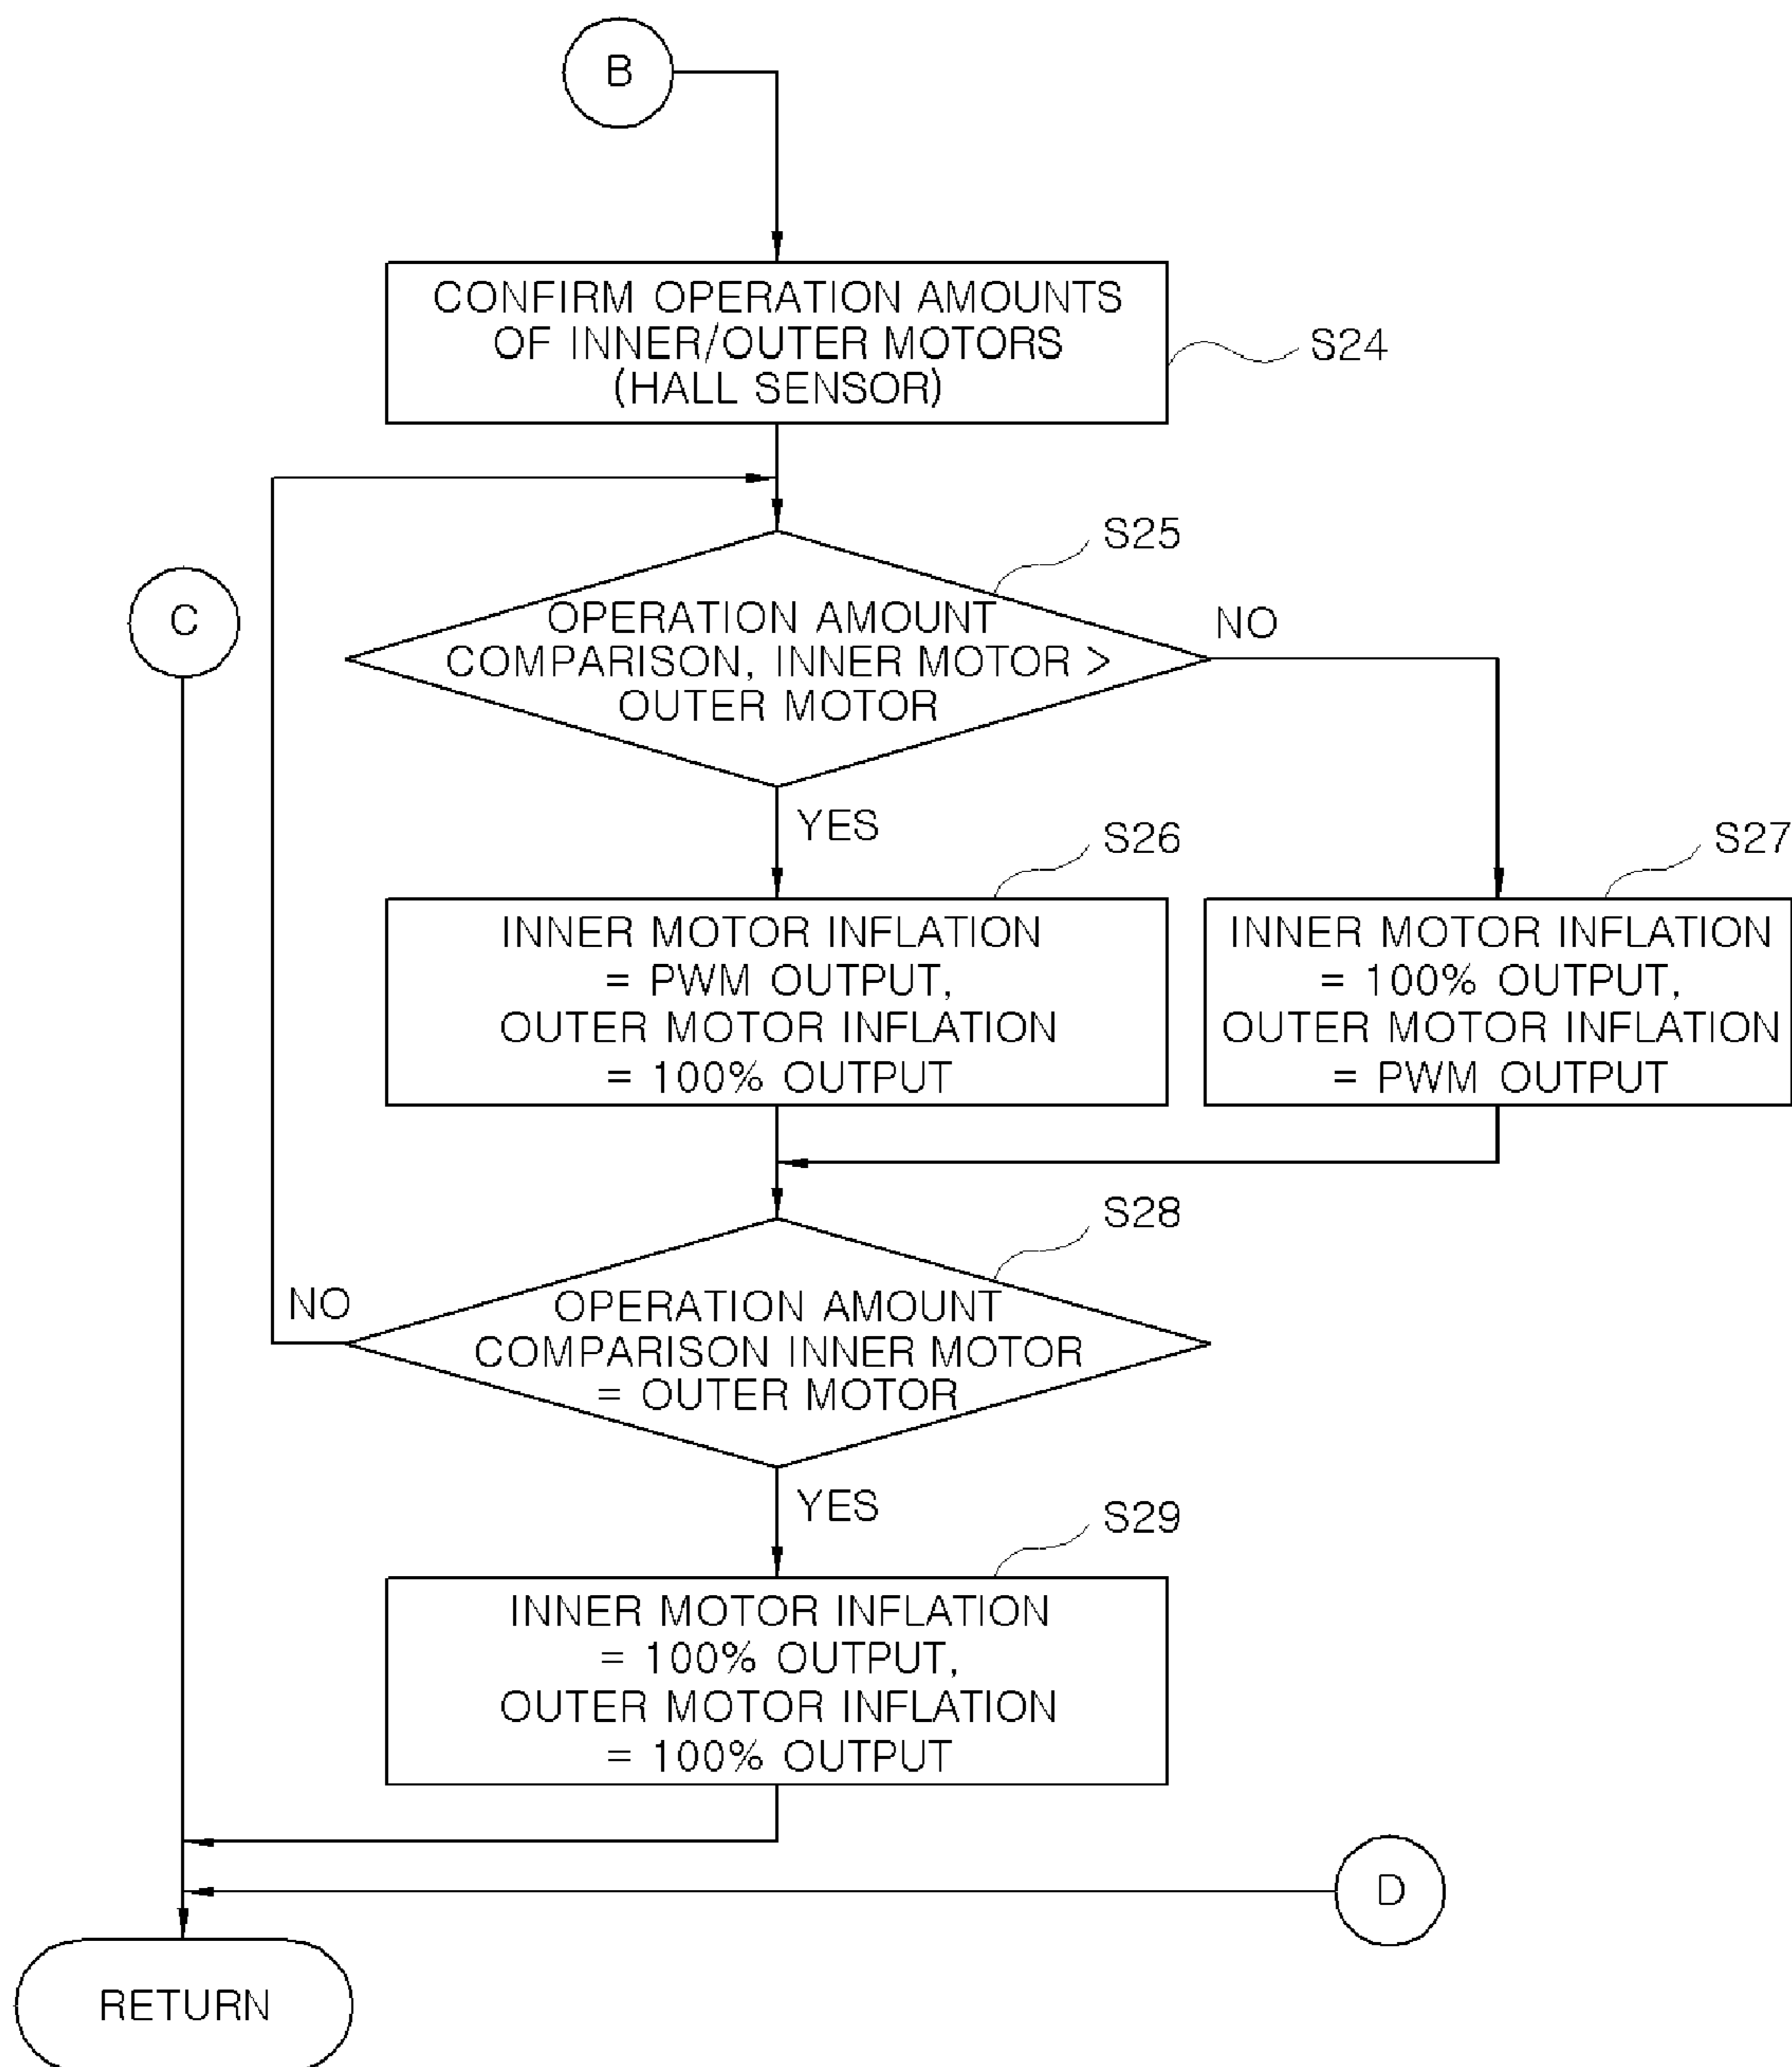 B
CONFIRM OPERATION AMOUNTS
OF INNER/OUTER MOTORS
(HALL SENSOR)
S24
S25
C
OPERATION AMOUNT
COMPARISON, INNER MOTOR >
OUTER MOTOR
NO
YES
S26
S27
INNER MOTOR INFLATION
= PWM OUTPUT,
OUTER MOTOR INFLATION
= 100% OUTPUT
INNER MOTOR INFLATION
= 100% OUTPUT,
OUTER MOTOR INFLATION
= PWM OUTPUT
S28
NO
OPERATION AMOUNT
COMPARISON INNER MOTOR
= OUTER MOTOR
YES
S29
INNER MOTOR INFLATION
= 100% OUTPUT,
OUTER MOTOR INFLATION
= 100% OUTPUT
D
RETURN